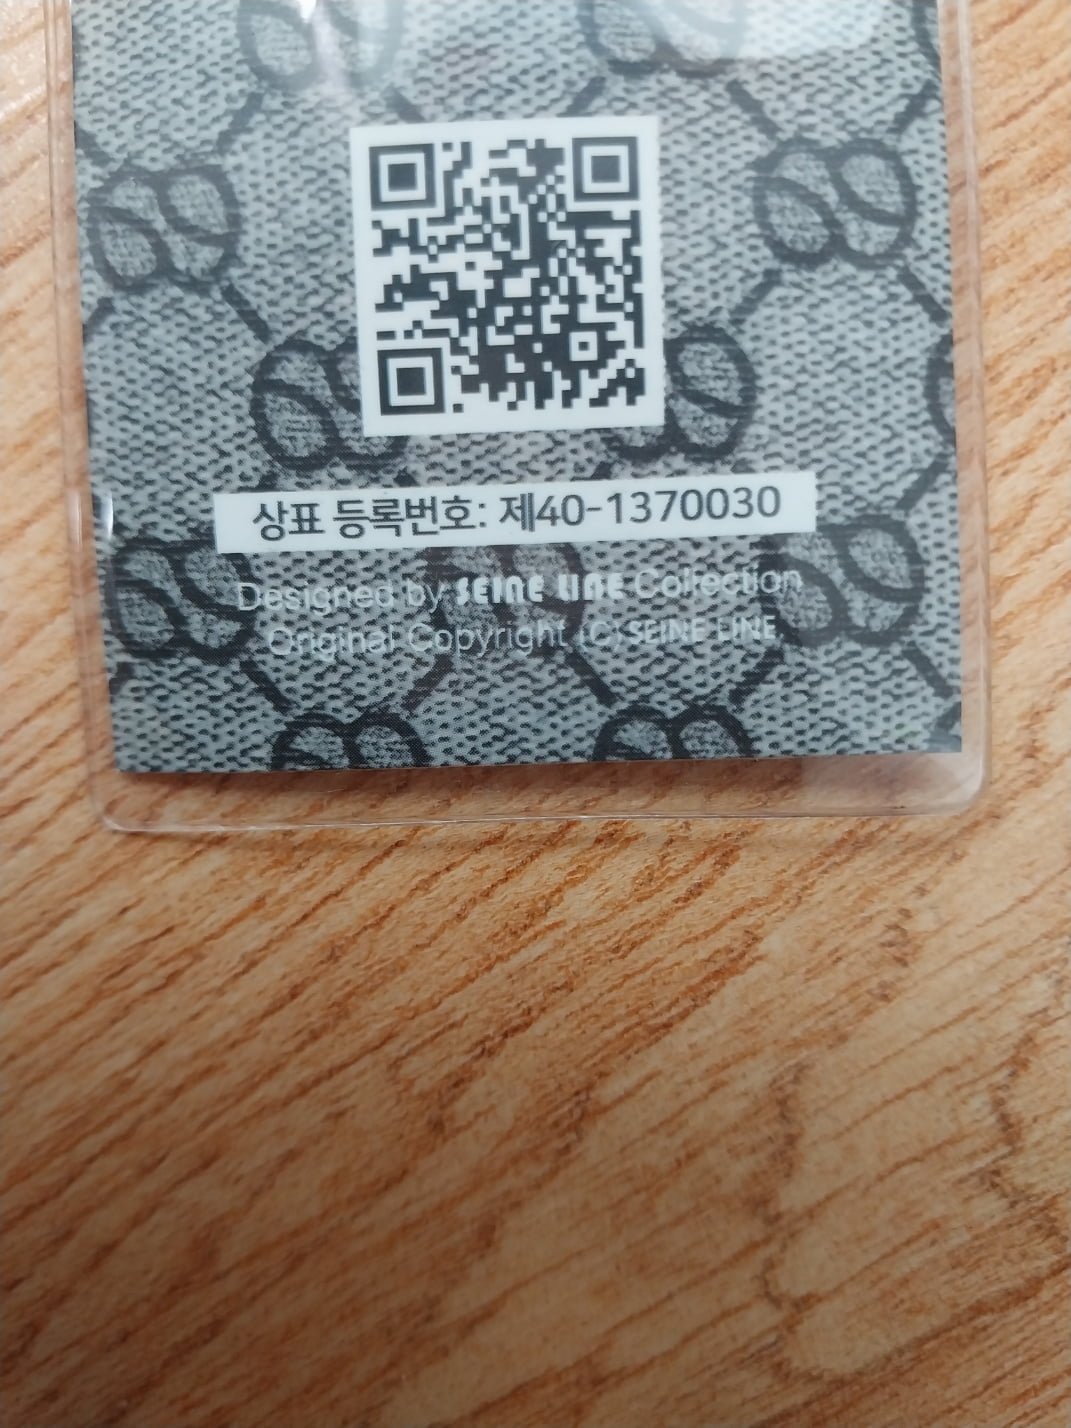 상표 등록번호: 제40-1370030
Designed by SEINE LINE Collection
Original Copyright (C) SEINE LINE.